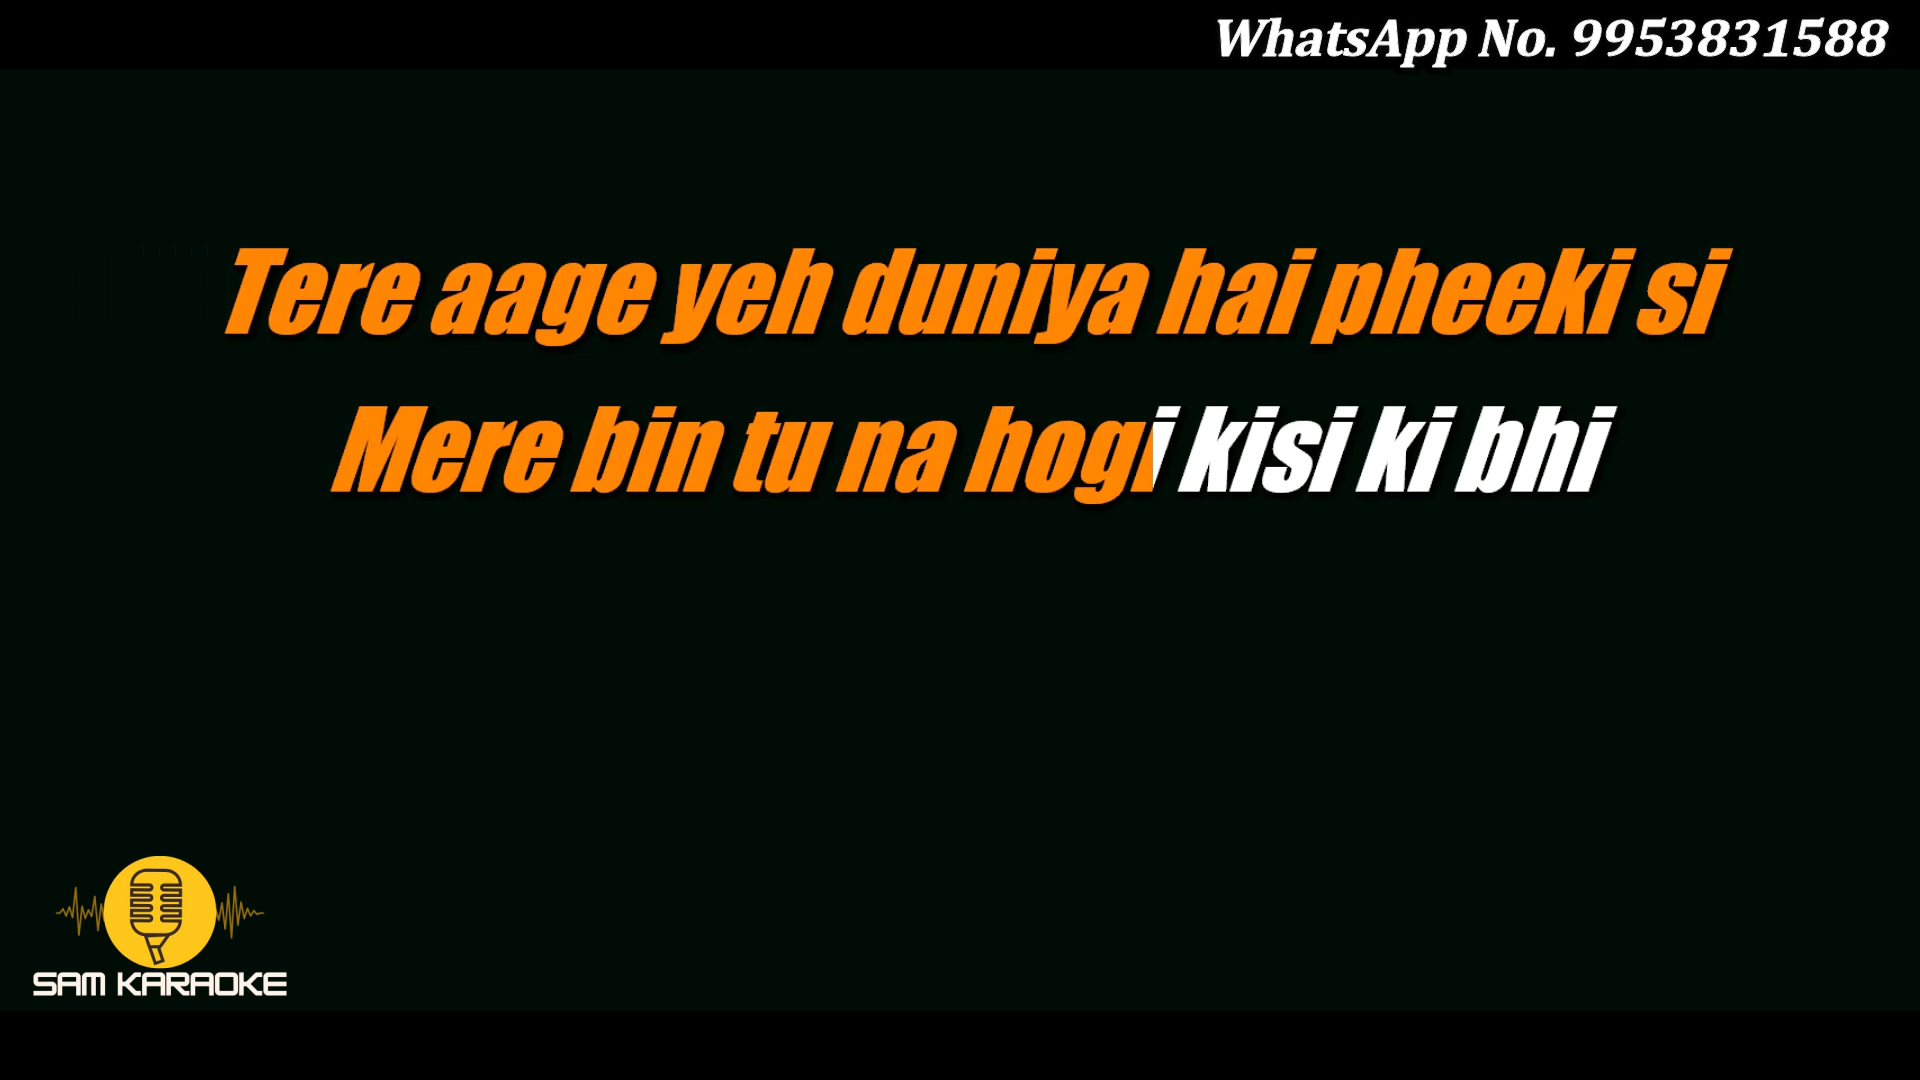 WhatsApp No. 9953831588
Tere aage yeh duniya hai pheeki si
Mere bin tu na hogi kisi ki bhi
SAM KARAOKE